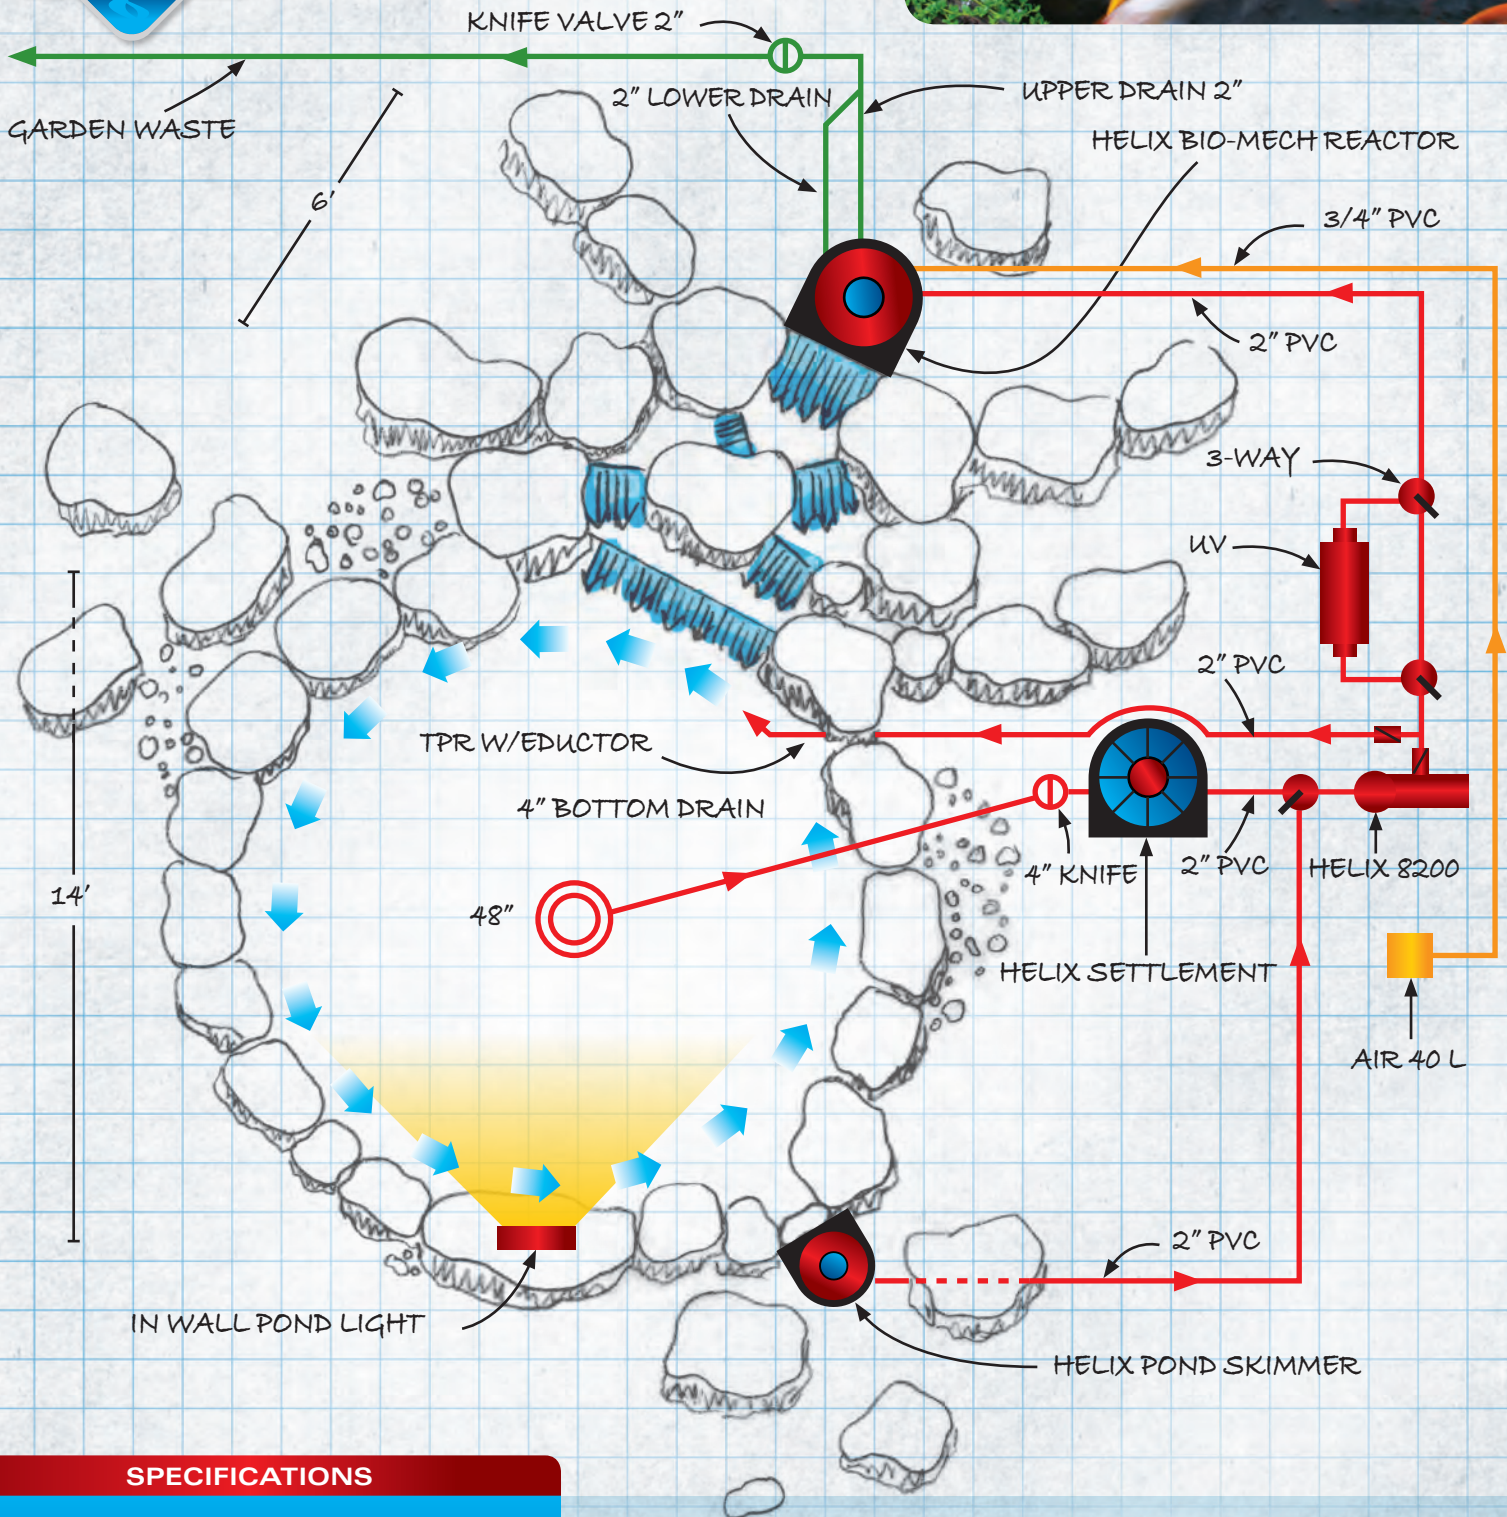 KNIFE VALVE 2"
2" LOWER DRAIN
UPPER DRAIN 2"
GARDEN WASTE
HELIX BIO-MECH REACTOR
6'
3/4" PVC
2" PVC
3-WAY
UV
2" PVC
TPR W/EDUCTOR
4" BOTTOM DRAIN
4" KNIFE
2" PVC
HELIX 8200
14'
48"
HELIX SETTLEMENT
AIR 40 L
2" PVC
IN WALL POND LIGHT
HELIX POND SKIMMER
SPECIFICATIONS